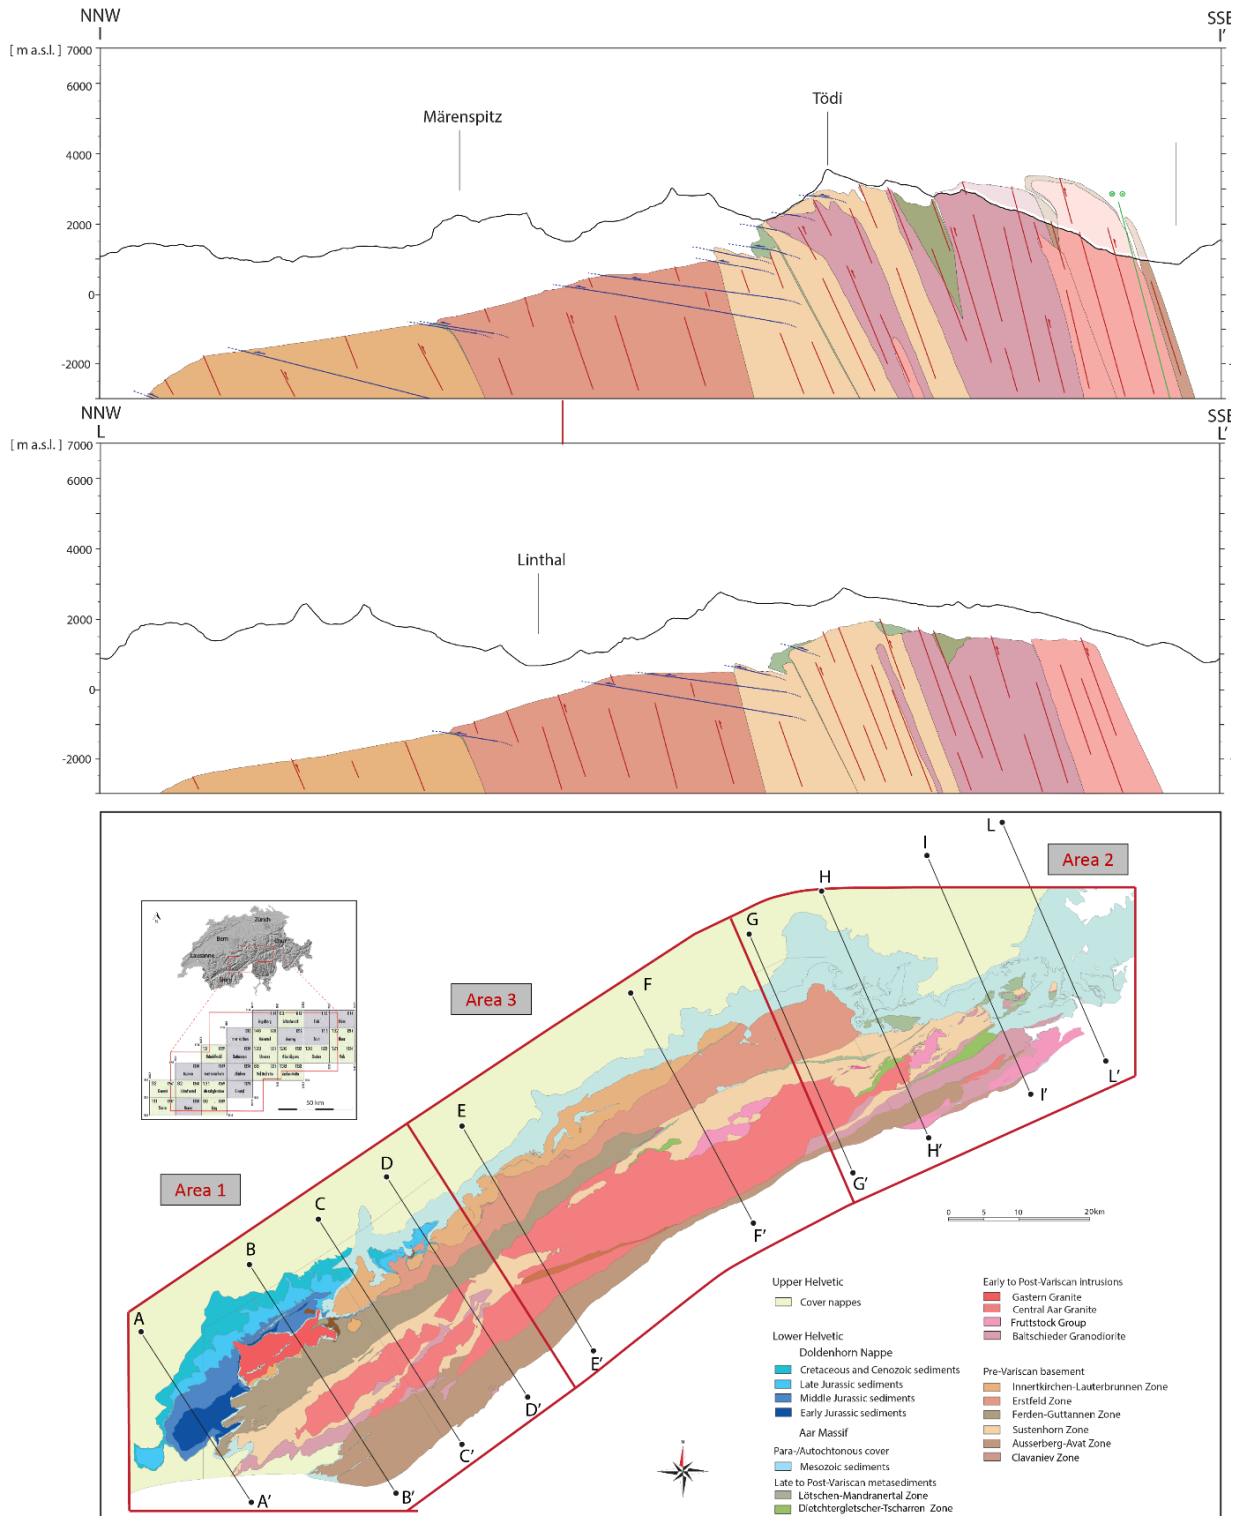 NNW
I
SSE
I'
[ m a.s.l. ] 7000
6000
4000
2000
0
-2000
Märenspitz
Tödi
NNW
L
SSE
L'
[ m a.s.l. ] 7000
6000
4000
2000
0
-2000
Linthal
Area 1
Area 2
Area 3
A
B
C
D
E
F
G
H
I
L
A'
B'
C'
D'
E'
F'
G'
H'
I'
L'
Zürich
Bern
Chur
Lausanne
50 km
N
0 5 10 20km
Upper Helvetic
Cover nappes
Lower Helvetic
Doldenhorn Nappe
Cretaceous and Cenozoic sediments
Late Jurassic sediments
Middle Jurassic sediments
Early Jurassic sediments
Aar Massif
Para-/Autochtonous cover
Mesozoic sediments
Late to Post-Variscan metasediments
Lötschen-Mandranertal Zone
Dietchtergletscher-Tscharren Zone
Early to Post-Variscan intrusions
Gastern Granite
Central Aar Granite
Fruttstock Group
Baltschieder Granodiorite
Pre-Variscan basement
Innertkirchen-Lauterbrunnen Zone
Erstfeld Zone
Ferden-Guttannen Zone
Sustenhorn Zone
Ausserberg-Avat Zone
Clavaniev Zone